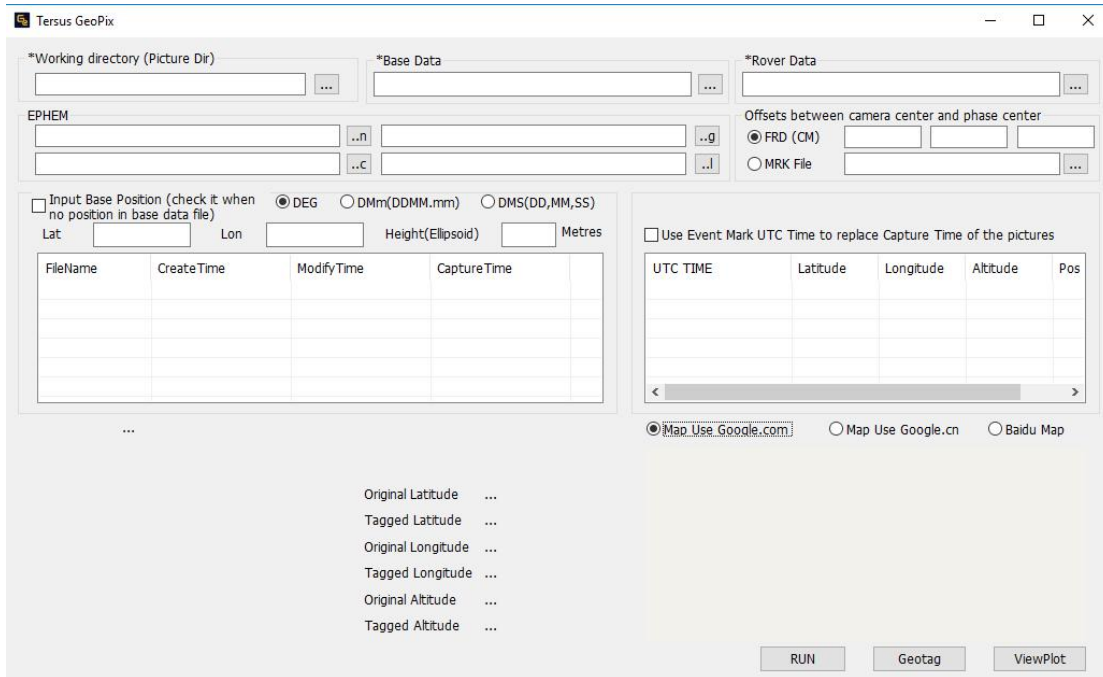 Tersus GeoPix
*Working directory (Picture Dir)
*Base Data
*Rover Data
...
...
...
EPHEM
..n
..g
..c
..l
Offsets between camera center and phase center
FRD (CM)
MRK File
...
Input Base Position (check it when
no position in base data file)
DEG
DMm(DDMM.mm)
DMS(DD,MM,SS)
Lat
Lon
Height(Ellipsoid)
Metres
Use Event Mark UTC Time to replace Capture Time of the pictures
FileName CreateTime ModifyTime CaptureTime
UTC TIME Latitude Longitude Altitude Pos
...
Map Use Google.com
Map Use Google.cn
Baidu Map
Original Latitude ...
Tagged Latitude ...
Original Longitude ...
Tagged Longitude ...
Original Altitude ...
Tagged Altitude ...
RUN
Geotag
ViewPlot